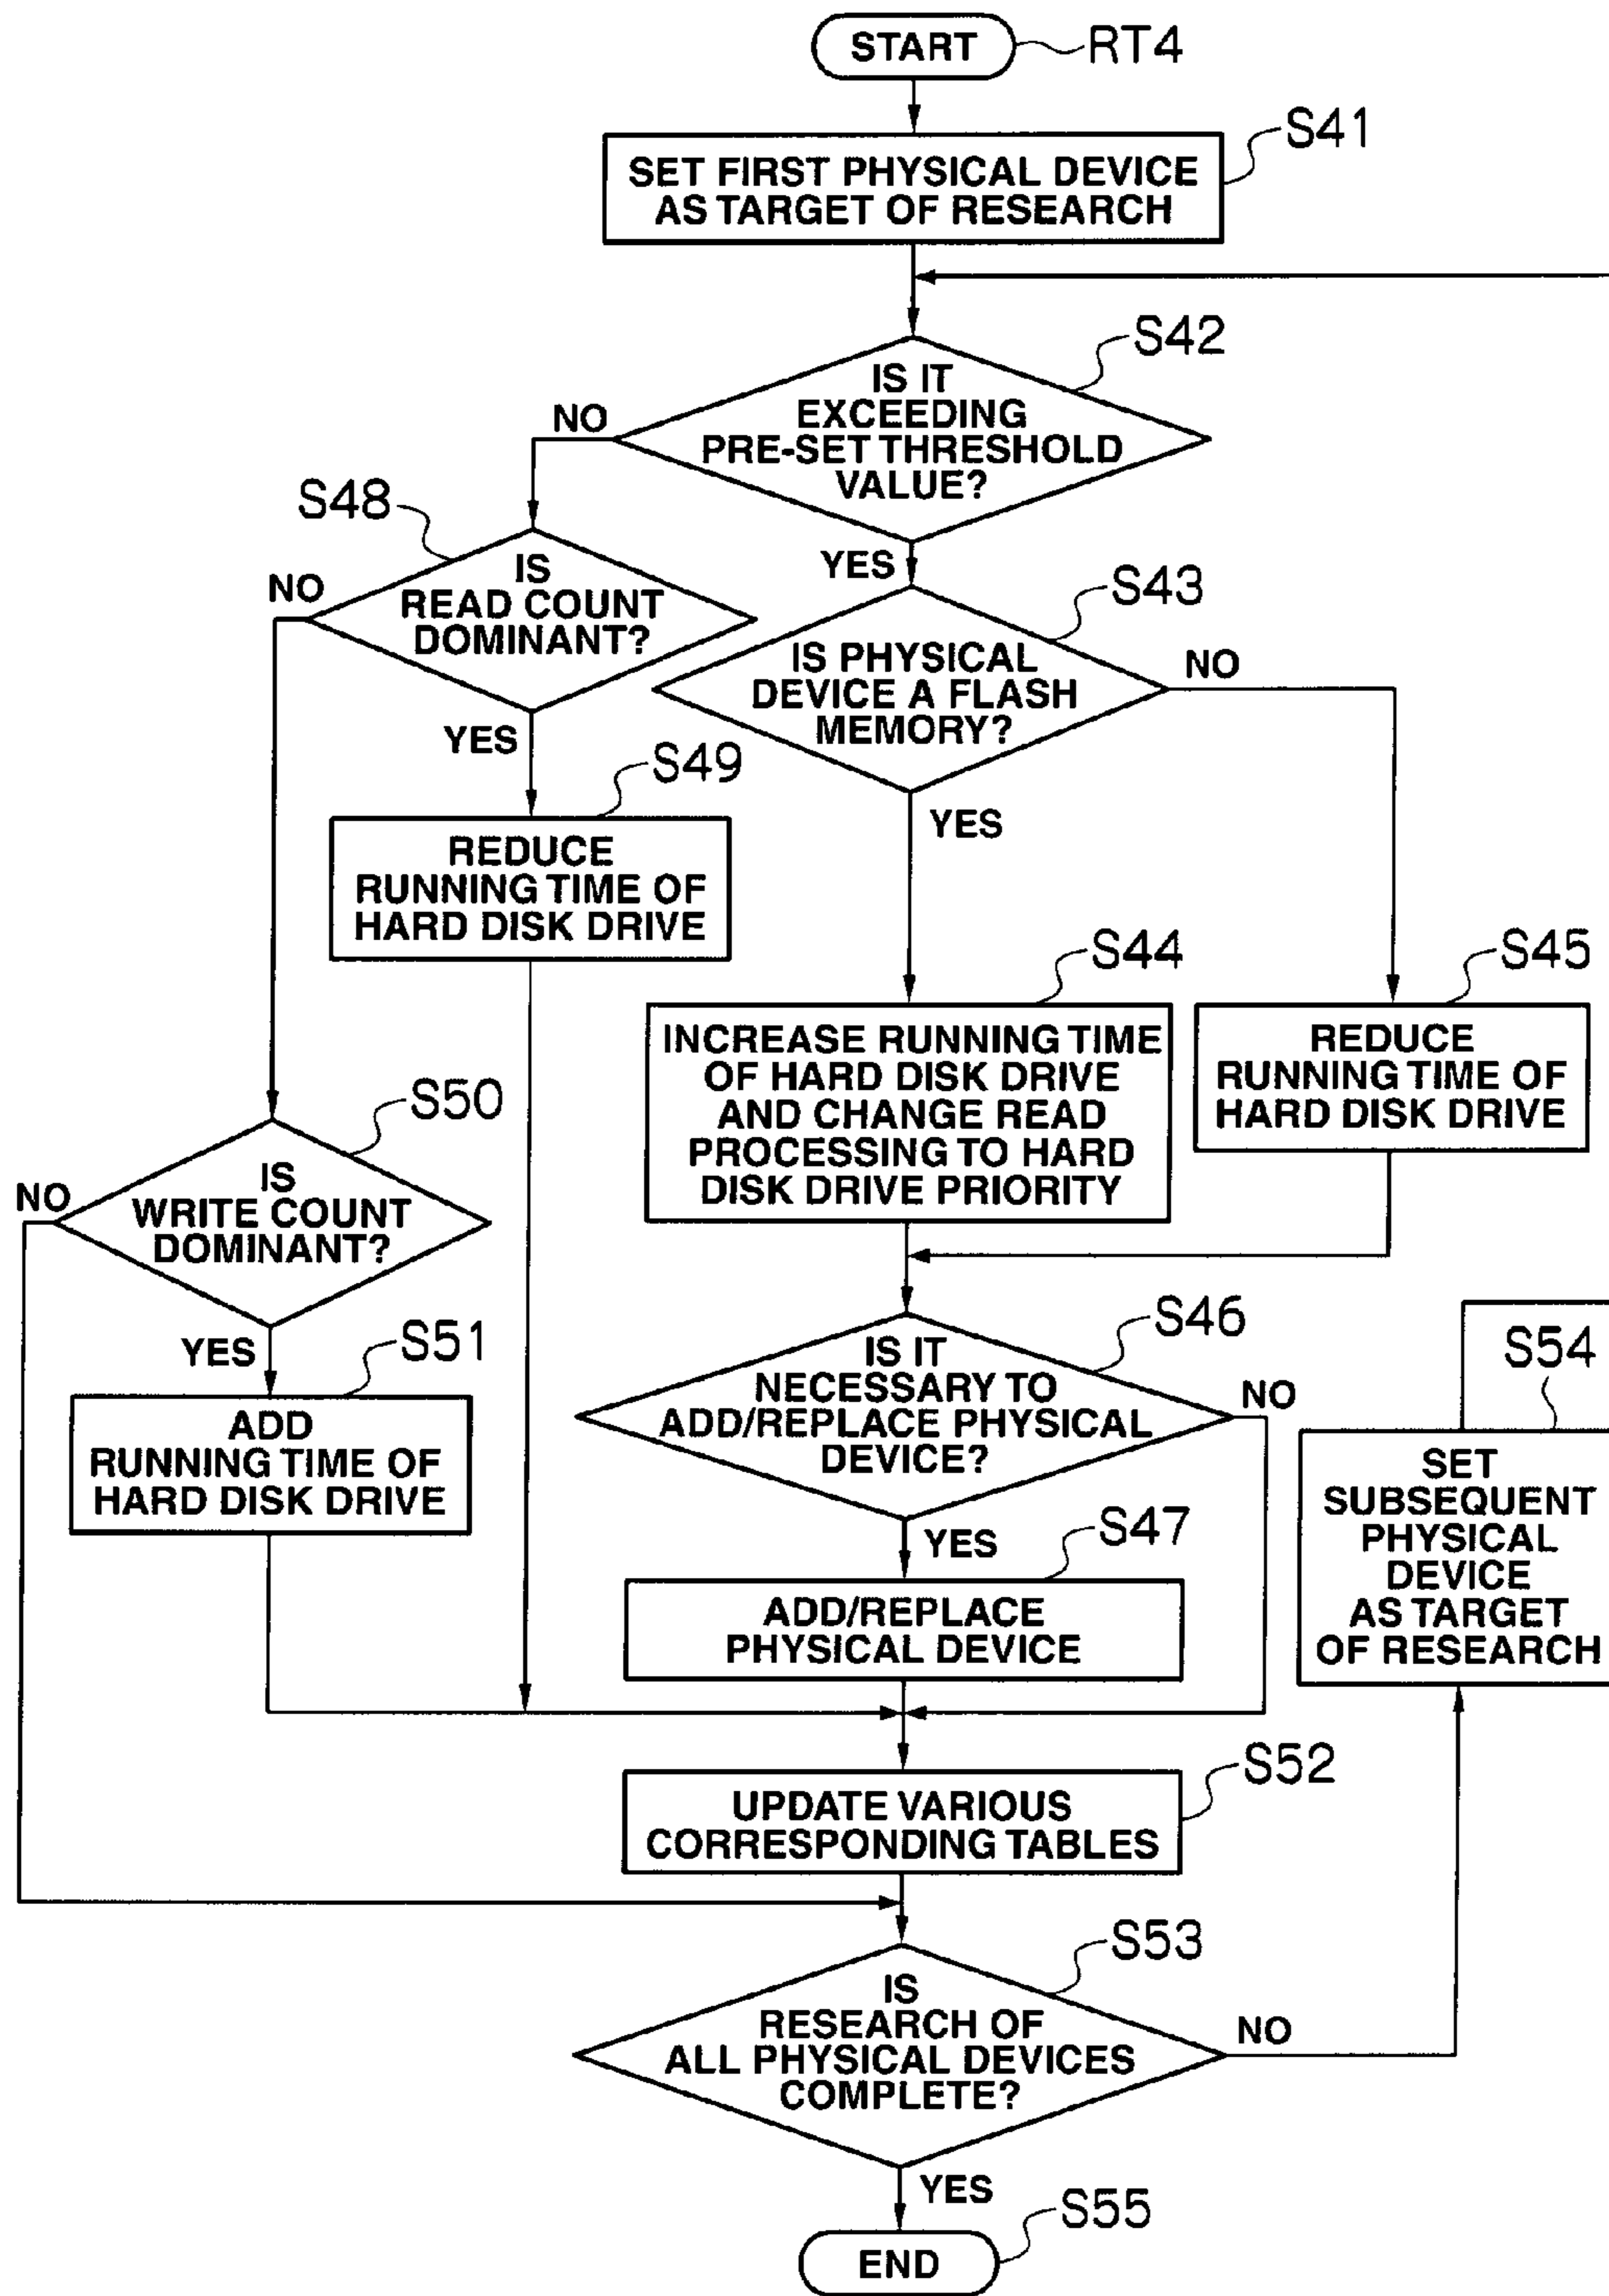 START
RT4
S41
SET FIRST PHYSICAL DEVICE
AS TARGET OF RESEARCH
S42
IS IT
EXCEEDING
PRE-SET THRESHOLD
VALUE?
NO
YES
S48
IS
READ COUNT
DOMINANT?
NO
YES
S43
IS PHYSICAL
DEVICE A FLASH
MEMORY?
NO
YES
S49
REDUCE
RUNNING TIME OF
HARD DISK DRIVE
S44
INCREASE RUNNING TIME
OF HARD DISK DRIVE
AND CHANGE READ
PROCESSING TO HARD
DISK DRIVE PRIORITY
S45
REDUCE
RUNNING TIME OF
HARD DISK DRIVE
S50
IS
WRITE COUNT
DOMINANT?
NO
YES
S51
ADD
RUNNING TIME OF
HARD DISK DRIVE
S46
IS IT
NECESSARY TO
ADD/REPLACE PHYSICAL
DEVICE?
NO
YES
S47
ADD/REPLACE
PHYSICAL DEVICE
S54
SET
SUBSEQUENT
PHYSICAL
DEVICE
AS TARGET
OF RESEARCH
S52
UPDATE VARIOUS
CORRESPONDING TABLES
S53
IS
RESEARCH OF
ALL PHYSICAL DEVICES
COMPLETE?
NO
YES
S55
END